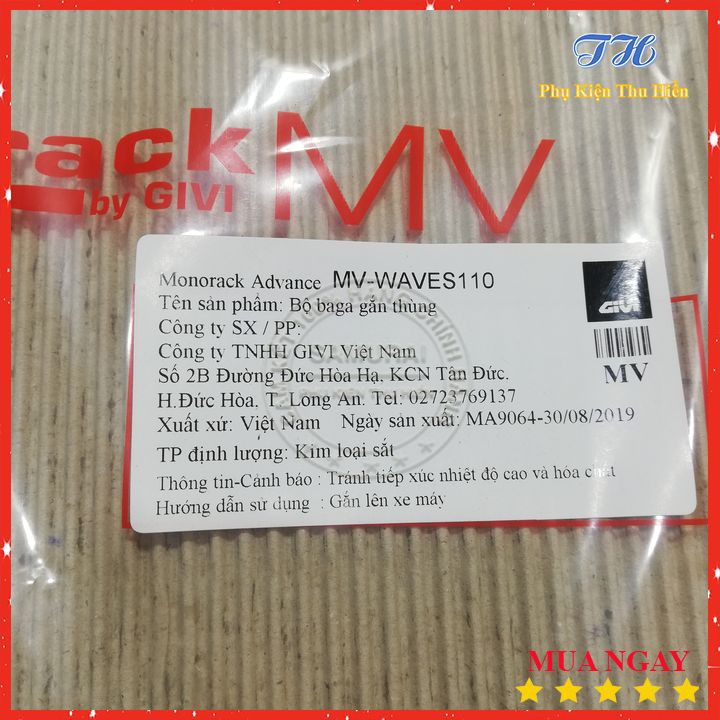 TH
Phụ Kiện Thu Hiền
rack MV
by GIVI
Monorack Advance MV-WAVES110
Tên sản phẩm: Bộ baga gắn thùng
Công ty SX / PP:
Công ty TNHH GIVI Việt Nam
Số 2B Đường Đức Hòa Hạ. KCN Tân Đức.
H.Đức Hòa. T. Long An. Tel: 02723769137
Xuất xứ: Việt Nam Ngày sản xuất: MA9064-30/08/2019
TP định lượng: Kim loại sắt
Thông tin-Cảnh báo : Tránh tiếp xúc nhiệt độ cao và hóa chất
Hướng dẫn sử dụng : Gắn lên xe máy
GIVI
MV
SAMURAI
MUA NGAY